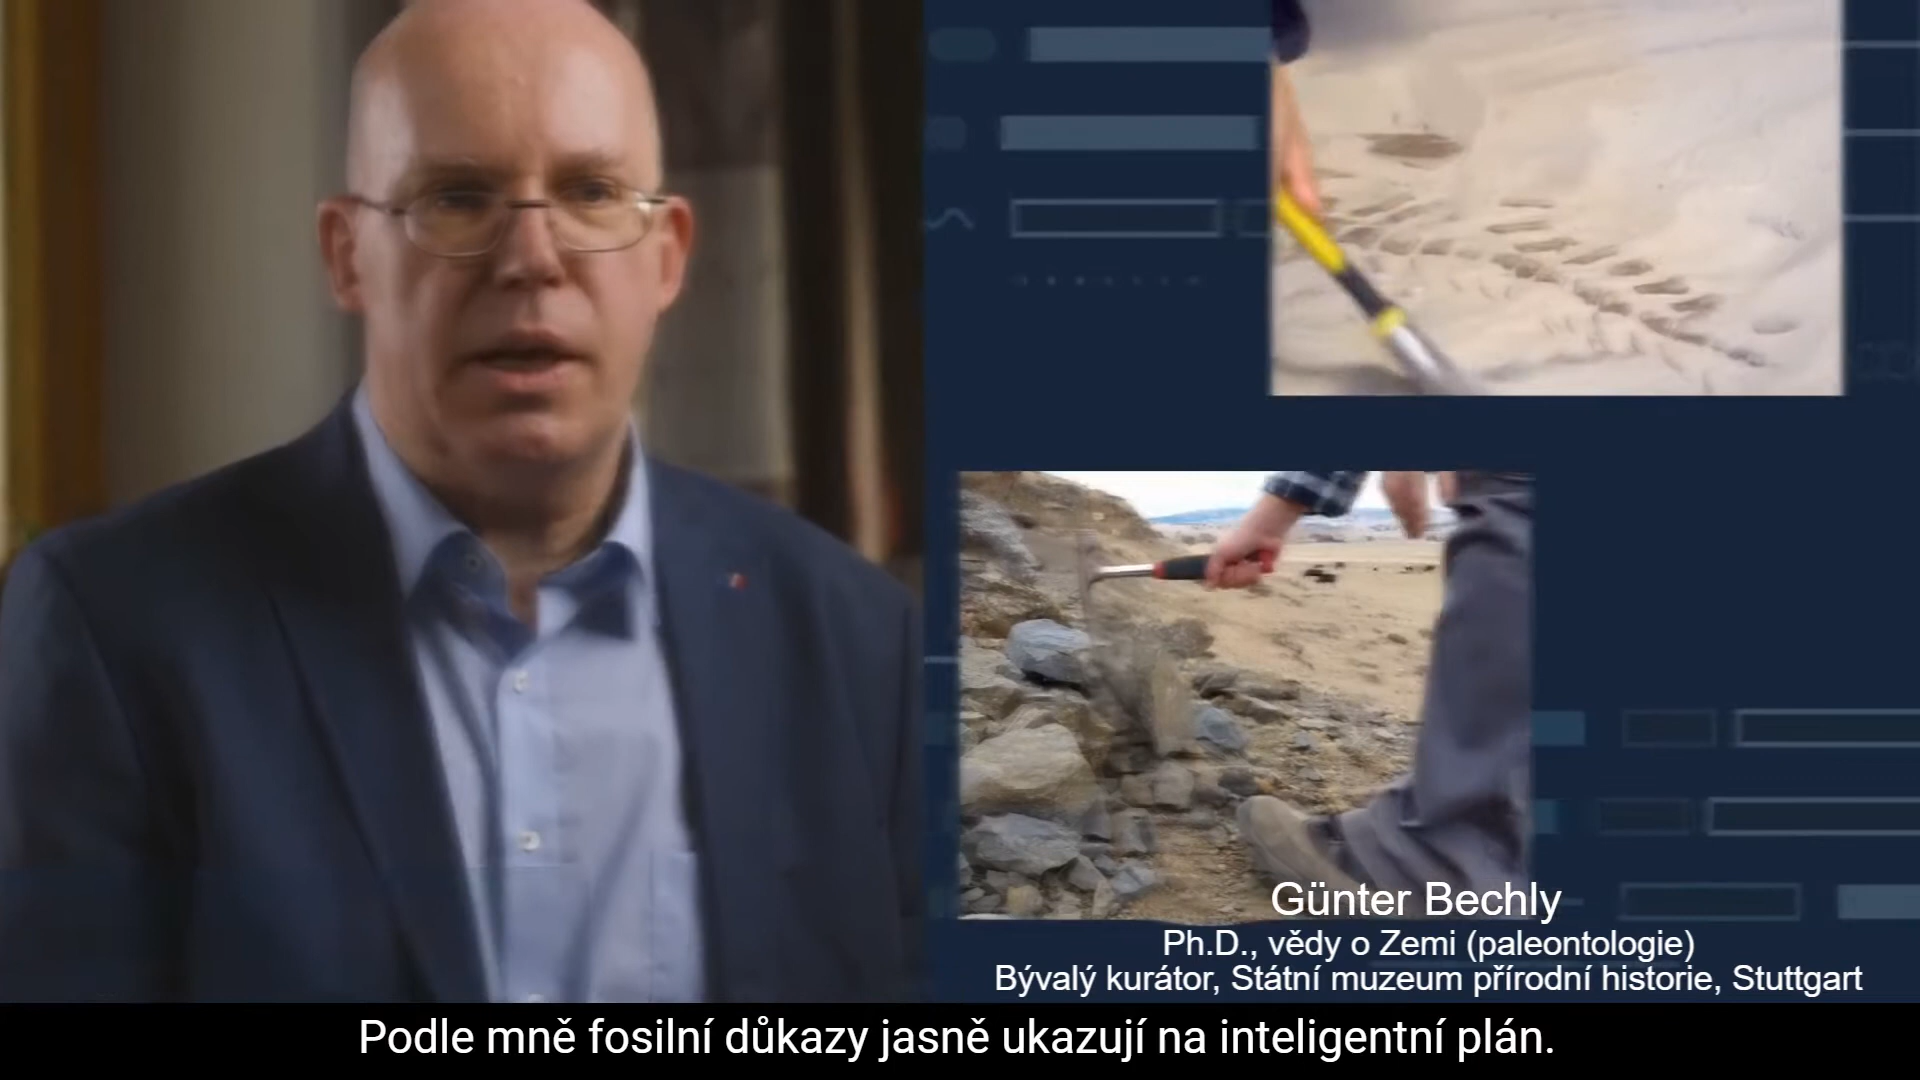 Günter Bechly
Ph.D., vědy o Zemi (paleontologie)
Bývalý kurátor, Státní muzeum přírodní historie, Stuttgart
Podle mně fosilní důkazy jasně ukazují na inteligentní plán.